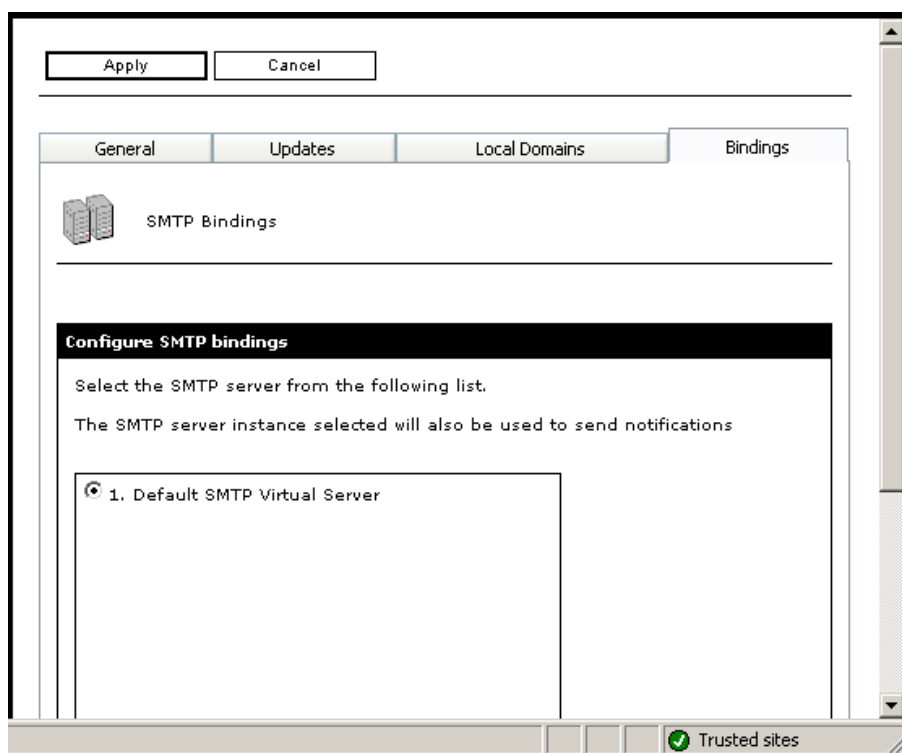 Apply Cancel
General Updates Local Domains Bindings
SMTP Bindings
Configure SMTP bindings
Select the SMTP server from the following list.
The SMTP server instance selected will also be used to send notifications
1. Default SMTP Virtual Server
Trusted sites